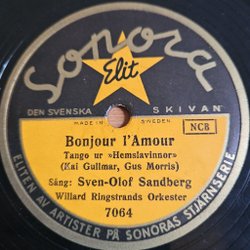 Sonora
Elit
DEN SVENSKA SKIVAN
MADE IN SWEDEN
NCB
Bonjour l'Amour
Tango ur »Hemslavinnor«
(Kai Gullmar, Gus Morris)
Sång: Sven-Olof Sandberg
Willard Ringstrands Orkester
7064
ELITEN AV ARTISTER PÅ SONORAS STJÄRNSERIE